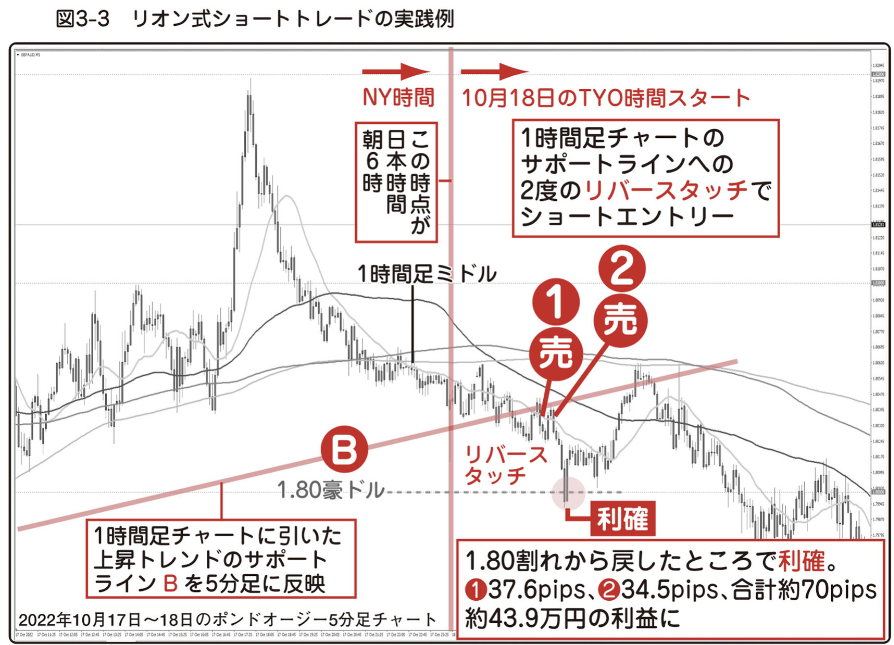 図3-3 リオン式ショートトレードの実践例
NY時間
10月18日のTYO時間スタート
この時点が
日本時間
朝6時
1時間足チャートの
サポートラインへの
2度のリバースタッチで
ショートエントリー
1時間足ミドル
1
売
2
売
B
リバース
タッチ
1.80豪ドル
利確
1時間足チャートに引いた
上昇トレンドのサポート
ラインBを5分足に反映
1.80割れから戻したところで利確。
❶37.6pips、❷34.5pips、合計約70pips
約43.9万円の利益に
2022年10月17日〜18日のポンドオージー5分足チャート